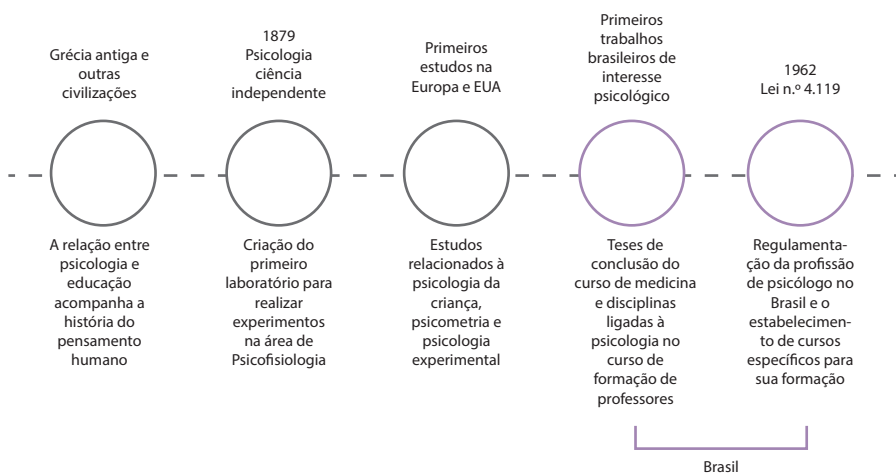 Grécia antiga e
outras
civilizações
1879
Psicologia
ciência
independente
Primeiros
estudos na
Europa e EUA
Primeiros
trabalhos
brasileiros de
interesse
psicológico
1962
Lei n.º 4.119
A relação entre
psicologia e
educação
acompanha a
história do
pensamento
humano
Criação do
primeiro
laboratório para
realizar
experimentos
na área de
Psicofisiologia
Estudos
relacionados à
psicologia da
criança,
psicometria e
psicologia
experimental
Teses de
conclusão do
curso de medicina
e disciplinas
ligadas à
psicologia no
curso de
formação de
professores
Regulamenta-
ção da profissão
de psicólogo no
Brasil e o
estabelecimen-
to de cursos
específicos para
sua formação
Brasil